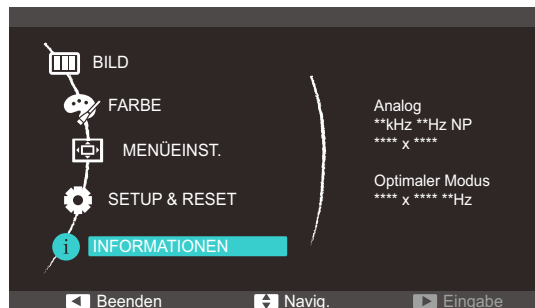 BILD
FARBE
MENÜEINST.
SETUP & RESET
INFORMATIONEN
Analog
**kHz **Hz NP
**** x ****
Optimaler Modus
**** x **** **Hz
Beenden
Navig.
Eingabe